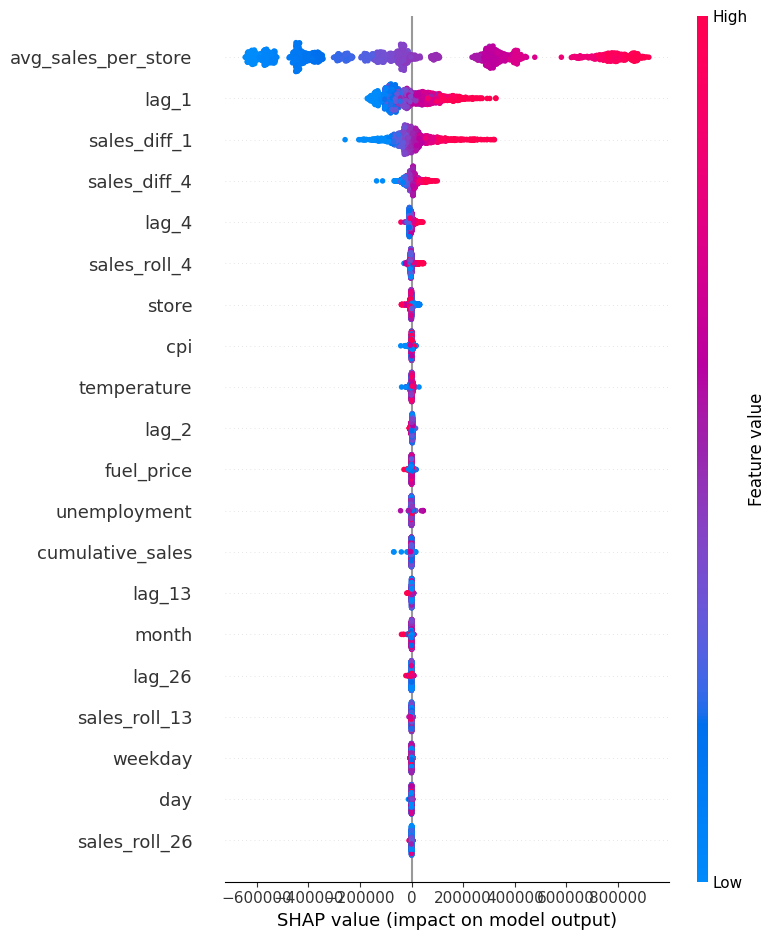 High
avg_sales_per_store
lag_1
sales_diff_1
sales_diff_4
lag_4
sales_roll_4
store
cpi
temperature
lag_2
fuel_price
unemployment
cumulative_sales
lag_13
month
lag_26
sales_roll_13
weekday
day
sales_roll_26
Feature value
Low
−600000 −400000 −200000 0 200000 400000 600000 800000
SHAP value (impact on model output)